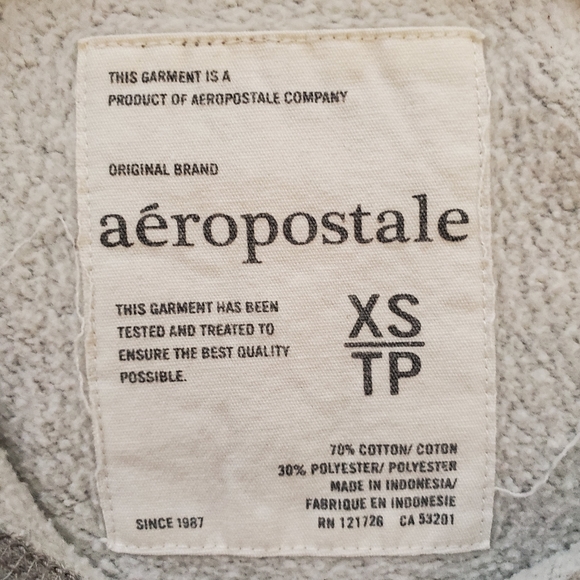 THIS GARMENT IS A
PRODUCT OF AEROPOSTALE COMPANY
ORIGINAL BRAND
aéropostale
THIS GARMENT HAS BEEN
TESTED AND TREATED TO
ENSURE THE BEST QUALITY
POSSIBLE.
XS
TP
70% COTTON/ COTON
30% POLYESTER/ POLYESTER
MADE IN INDONESIA/
FABRIQUE EN INDONESIE
RN 121726 CA 53201
SINCE 1987